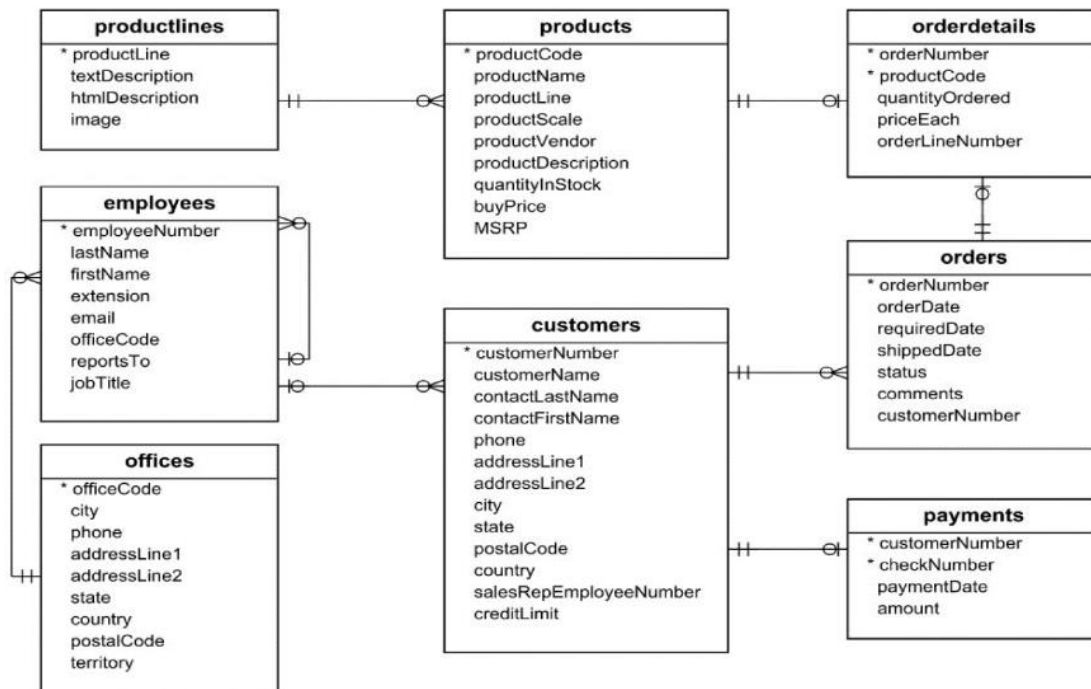 productlines
* productLine
textDescription
htmlDescription
image
products
* productCode
productName
productLine
productScale
productVendor
productDescription
quantityInStock
buyPrice
MSRP
orderdetails
* orderNumber
* productCode
quantityOrdered
priceEach
orderLineNumber
employees
* employeeNumber
lastName
firstName
extension
email
officeCode
reportsTo
jobTitle
customers
* customerNumber
customerName
contactLastName
contactFirstName
phone
addressLine1
addressLine2
city
state
postalCode
country
salesRepEmployeeNumber
creditLimit
orders
* orderNumber
orderDate
requiredDate
shippedDate
status
comments
customerNumber
offices
* officeCode
city
phone
addressLine1
addressLine2
state
country
postalCode
territory
payments
* customerNumber
* checkNumber
paymentDate
amount